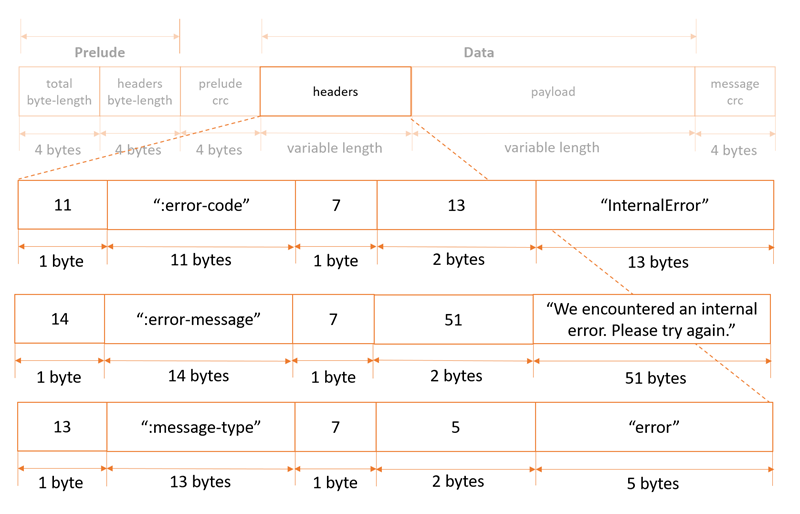 Prelude
Data
total
byte-length
headers
byte-length
prelude
crc
headers
payload
message
crc
4 bytes
4 bytes
4 bytes
variable length
variable length
4 bytes
11
“:error-code”
7
13
“InternalError”
1 byte
11 bytes
1 byte
2 bytes
13 bytes
14
“:error-message”
7
51
“We encountered an internal
error. Please try again.”
1 byte
14 bytes
1 byte
2 bytes
51 bytes
13
“:message-type”
7
5
“error”
1 byte
13 bytes
1 byte
2 bytes
5 bytes